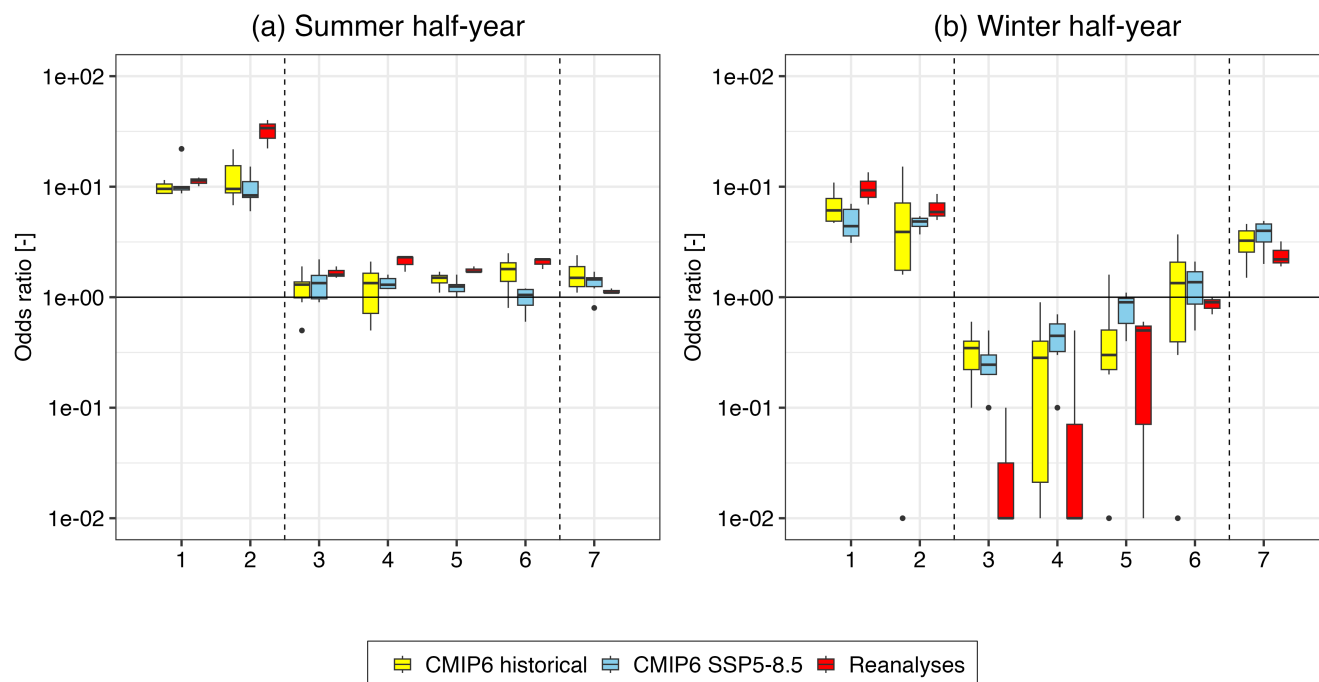 (a) Summer half-year
(b) Winter half-year
Odds ratio [-]
1e+02
1e+01
1e+00
1e-01
1e-02
1 2 3 4 5 6 7
Odds ratio [-]
1e+02
1e+01
1e+00
1e-01
1e-02
1 2 3 4 5 6 7
CMIP6 historical CMIP6 SSP5-8.5 Reanalyses